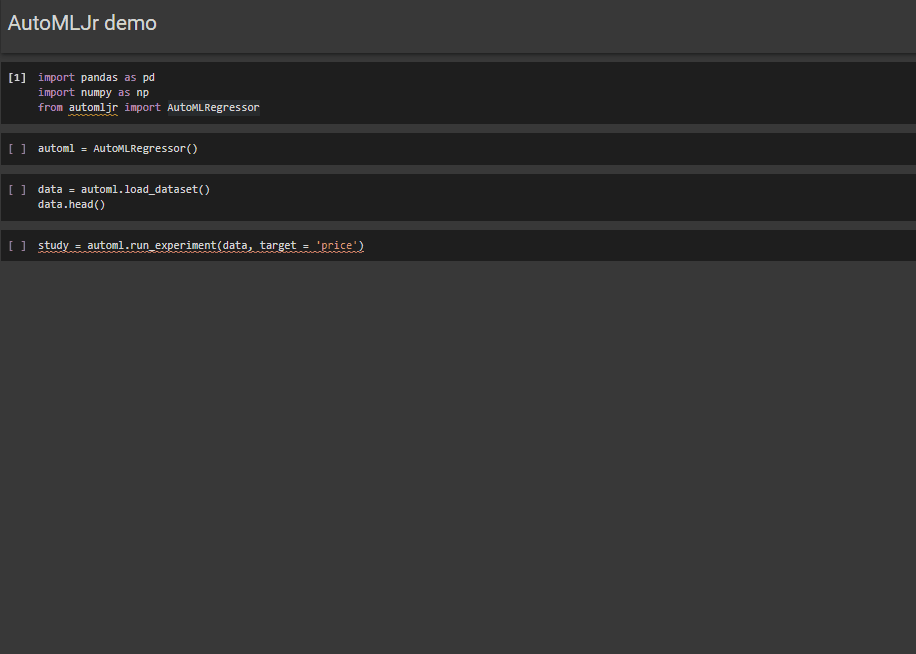 AutoMLJr demo
[1] import pandas as pd
import numpy as np
from automljr import AutoMLRegressor
[ ] automl = AutoMLRegressor()
[ ] data = automl.load_dataset()
data.head()
[ ] study = automl.run_experiment(data, target = 'price')